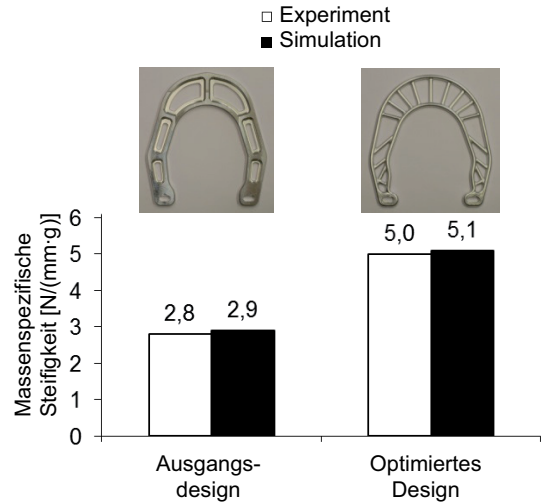 Experiment
Simulation
Massenspezifische
Steifigkeit [N/(mm·g)]
6
5
4
3
2
1
0
2,8
2,9
5,0
5,1
Ausgangs-
design
Optimiertes
Design